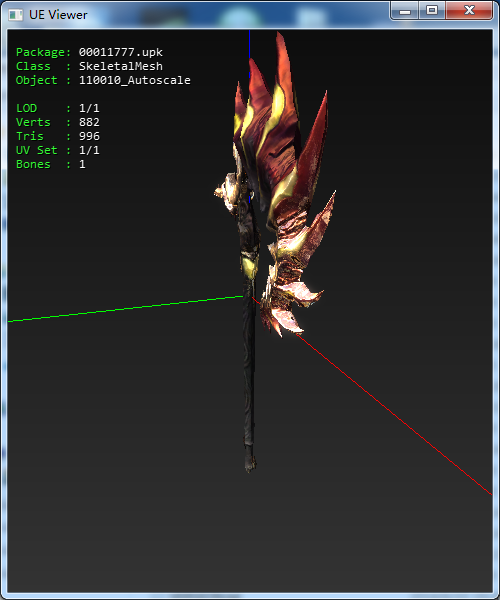 UE Viewer
Package: 00011777.upk
Class : SkeletalMesh
Object : 110010_Autoscale
LOD : 1/1
Verts : 882
Tris : 996
UV Set : 1/1
Bones : 1